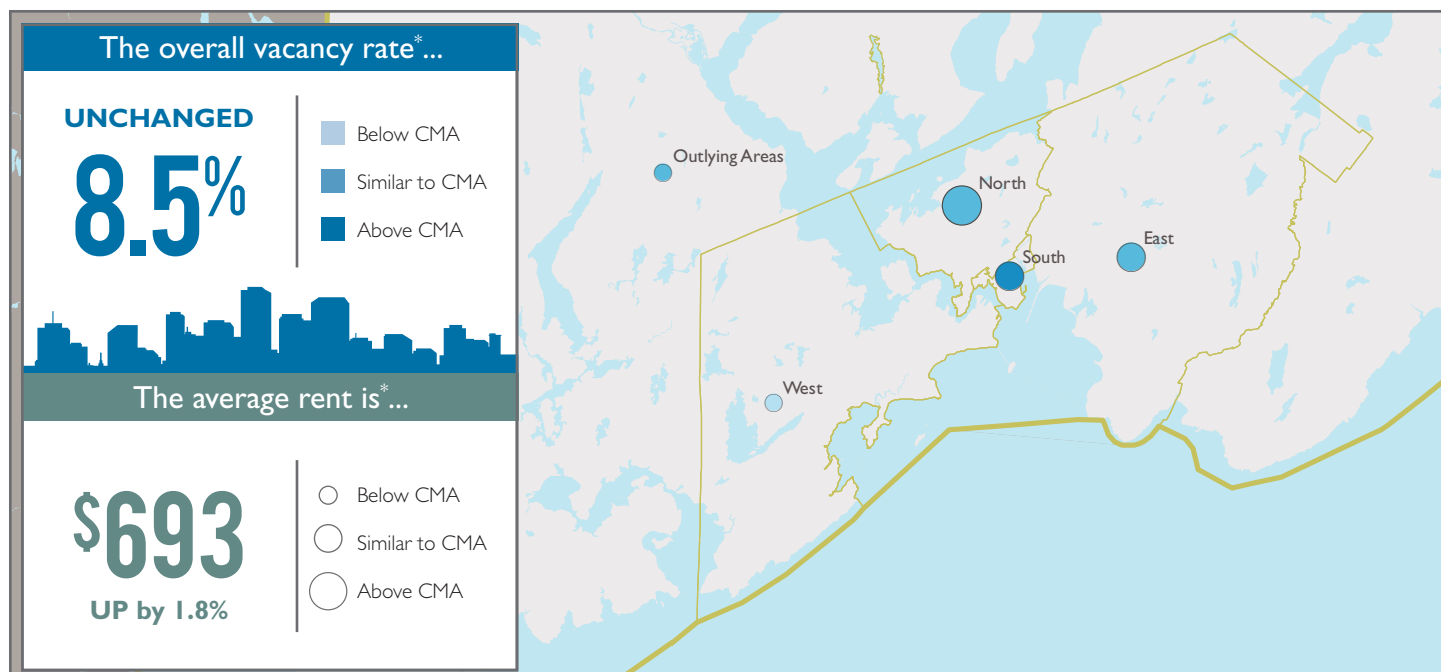 The overall vacancy rate*...
UNCHANGED
8.5%
Below CMA
Similar to CMA
Above CMA
The average rent is*...
$693
UP by 1.8%
Below CMA
Similar to CMA
Above CMA
Outlying Areas
North
East
South
West